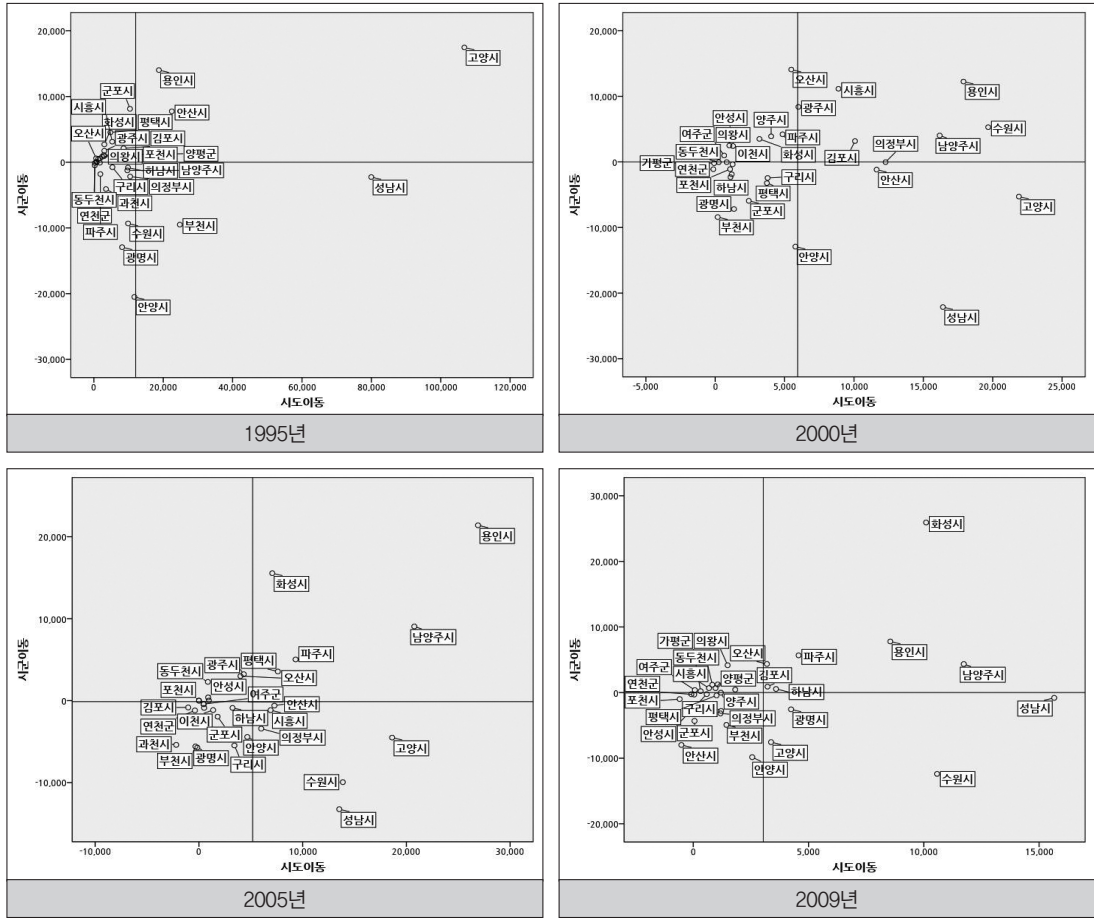 20,000
10,000
0
-10,000
-20,000
-30,000
시군이동
고양시
용인시
군포시
시흥시
안산시
화성시 평택시
오산시
광주시 김포시
의왕시 포천시 양평군
하남시 남양주시
구리시 의정부시
성남시
동두천시 과천시
연천군
파주시
수원시 부천시
광명시
안양시
0 20,000 40,000 60,000 80,000 100,000 120,000
시도이동
1995년
20,000
10,000
0
-10,000
-20,000
-30,000
시군이동
오산시
시흥시
용인시
광주시
안성시 양주시
수원시
여주군 의왕시 파주시
남양주시
의정부시
동두천시 이천시 화성시 김포시
가평군
연천군
구리시
안산시
포천시 하남시 평택시
고양시
광명시 군포시
부천시
안양시
성남시
-5,000 0 5,000 10,000 15,000 20,000 25,000
시도이동
2000년
20,000
10,000
0
-10,000
시군이동
용인시
화성시
남양주시
파주시
광주시 평택시
동두천시
오산시
포천시 안성시 여주군
김포시 안산시
연천군 이천시 하남시 시흥시
군포시 의정부시
과천시 안양시
고양시
부천시 광명시 구리시
수원시
성남시
-10,000 0 10,000 20,000 30,000
시도이동
2005년
30,000
20,000
10,000
0
-10,000
-20,000
시군이동
화성시
가평군 의왕시
용인시
오산시 파주시
동두천시
남양주시
여주군 시흥시 양평군 김포시
연천군
하남시
포천시 구리시 양주시
성남시
평택시 의정부시 광명시
안성시 군포시 부천시
안산시 고양시
안양시
수원시
0 5,000 10,000 15,000
시도이동
2009년